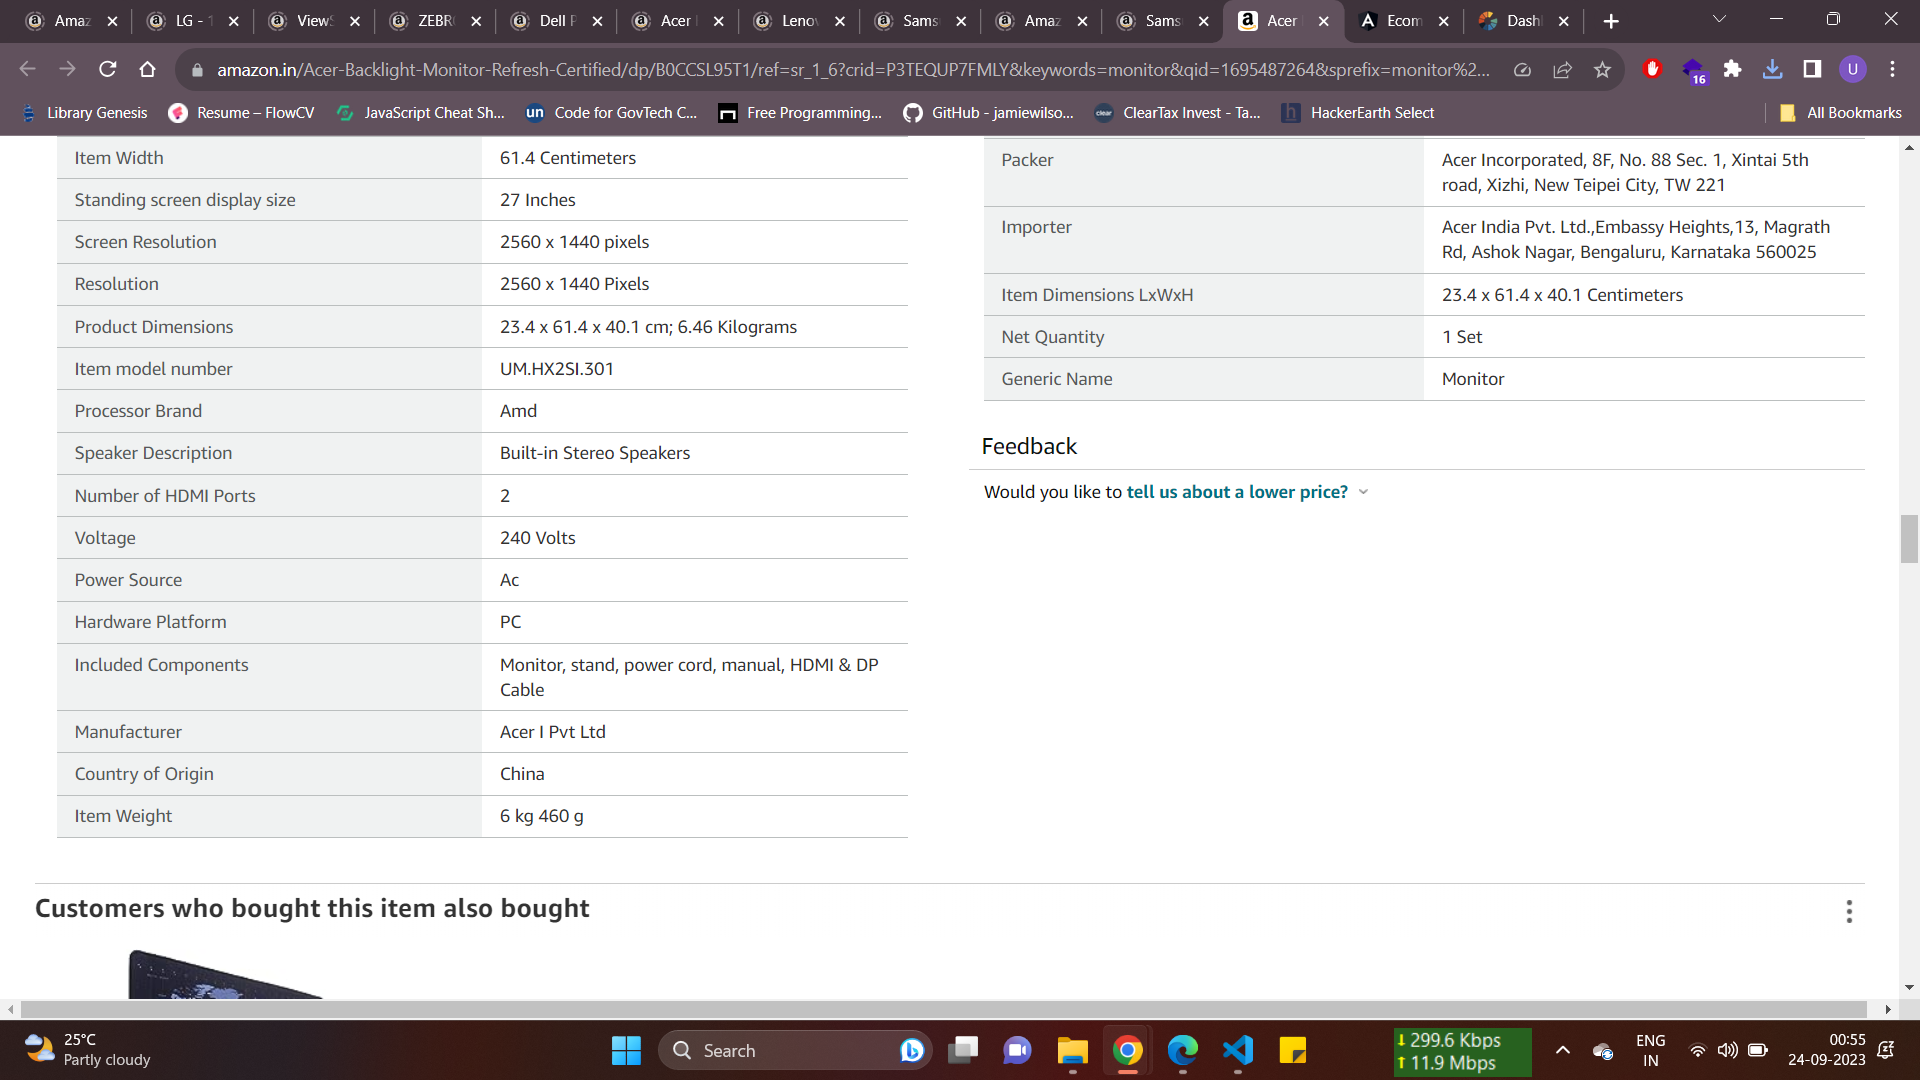 Amaz
LG - 1
ViewS
ZEBR
Dell P
Acer
Leno
Sams
Amaz
Sams
Acer
Ecom
Dash
amazon.in/Acer-Backlight-Monitor-Refresh-Certified/dp/B0CCSL95T1/ref=sr_1_6?crid=P3TEQUP7FMLY&keywords=monitor&qid=1695487264&sprefix=monitor%2...
16
U
Library Genesis
Resume – FlowCV
JavaScript Cheat Sh...
un Code for GovTech C...
Free Programming...
GitHub - jamiewilso...
clear ClearTax Invest - Ta...
h HackerEarth Select
All Bookmarks
Item Width 61.4 Centimeters
Standing screen display size 27 Inches
Screen Resolution 2560 x 1440 pixels
Resolution 2560 x 1440 Pixels
Product Dimensions 23.4 x 61.4 x 40.1 cm; 6.46 Kilograms
Item model number UM.HX2SI.301
Processor Brand Amd
Speaker Description Built-in Stereo Speakers
Number of HDMI Ports 2
Voltage 240 Volts
Power Source Ac
Hardware Platform PC
Included Components Monitor, stand, power cord, manual, HDMI & DP
Cable
Manufacturer Acer I Pvt Ltd
Country of Origin China
Item Weight 6 kg 460 g
Packer Acer Incorporated, 8F, No. 88 Sec. 1, Xintai 5th
road, Xizhi, New Teipei City, TW 221
Importer Acer India Pvt. Ltd.,Embassy Heights,13, Magrath
Rd, Ashok Nagar, Bengaluru, Karnataka 560025
Item Dimensions LxWxH 23.4 x 61.4 x 40.1 Centimeters
Net Quantity 1 Set
Generic Name Monitor
Feedback
Would you like to tell us about a lower price?
Customers who bought this item also bought
25°C
Partly cloudy
Search
299.6 Kbps
11.9 Mbps
ENG
IN
00:55
24-09-2023